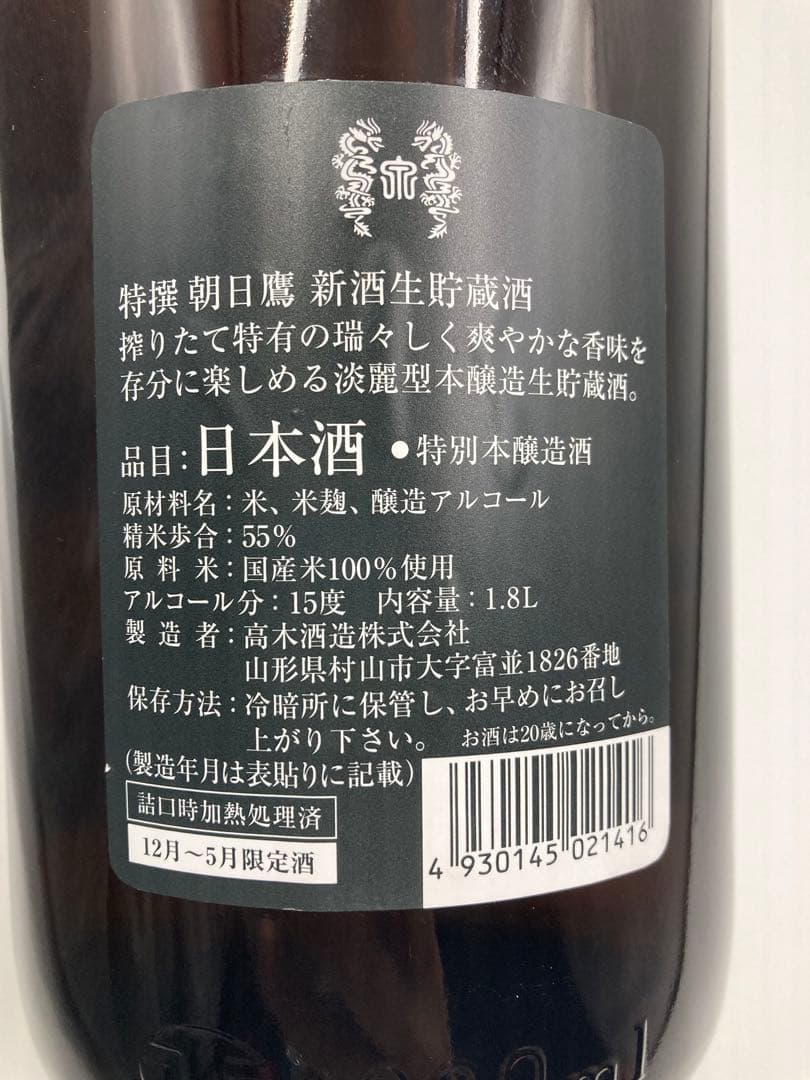 特撰 朝日鷹 新酒生貯蔵酒
搾りたて特有の瑞々しく爽やかな香味を
存分に楽しめる淡麗型本醸造生貯蔵酒。
品目：日本酒 ●特別本醸造酒
原材料名：米、米麹、醸造アルコール
精米歩合：55%
原料米：国産米100%使用
アルコール分：15度　内容量：1.8L
製造者：高木酒造株式会社
山形県村山市大字富並1826番地
保存方法：冷暗所に保管し、お早めにお召し
上がり下さい。 お酒は20歳になってから。
(製造年月は表貼りに記載)
詰口時加熱処理済
12月〜5月限定酒
4 930145 021416